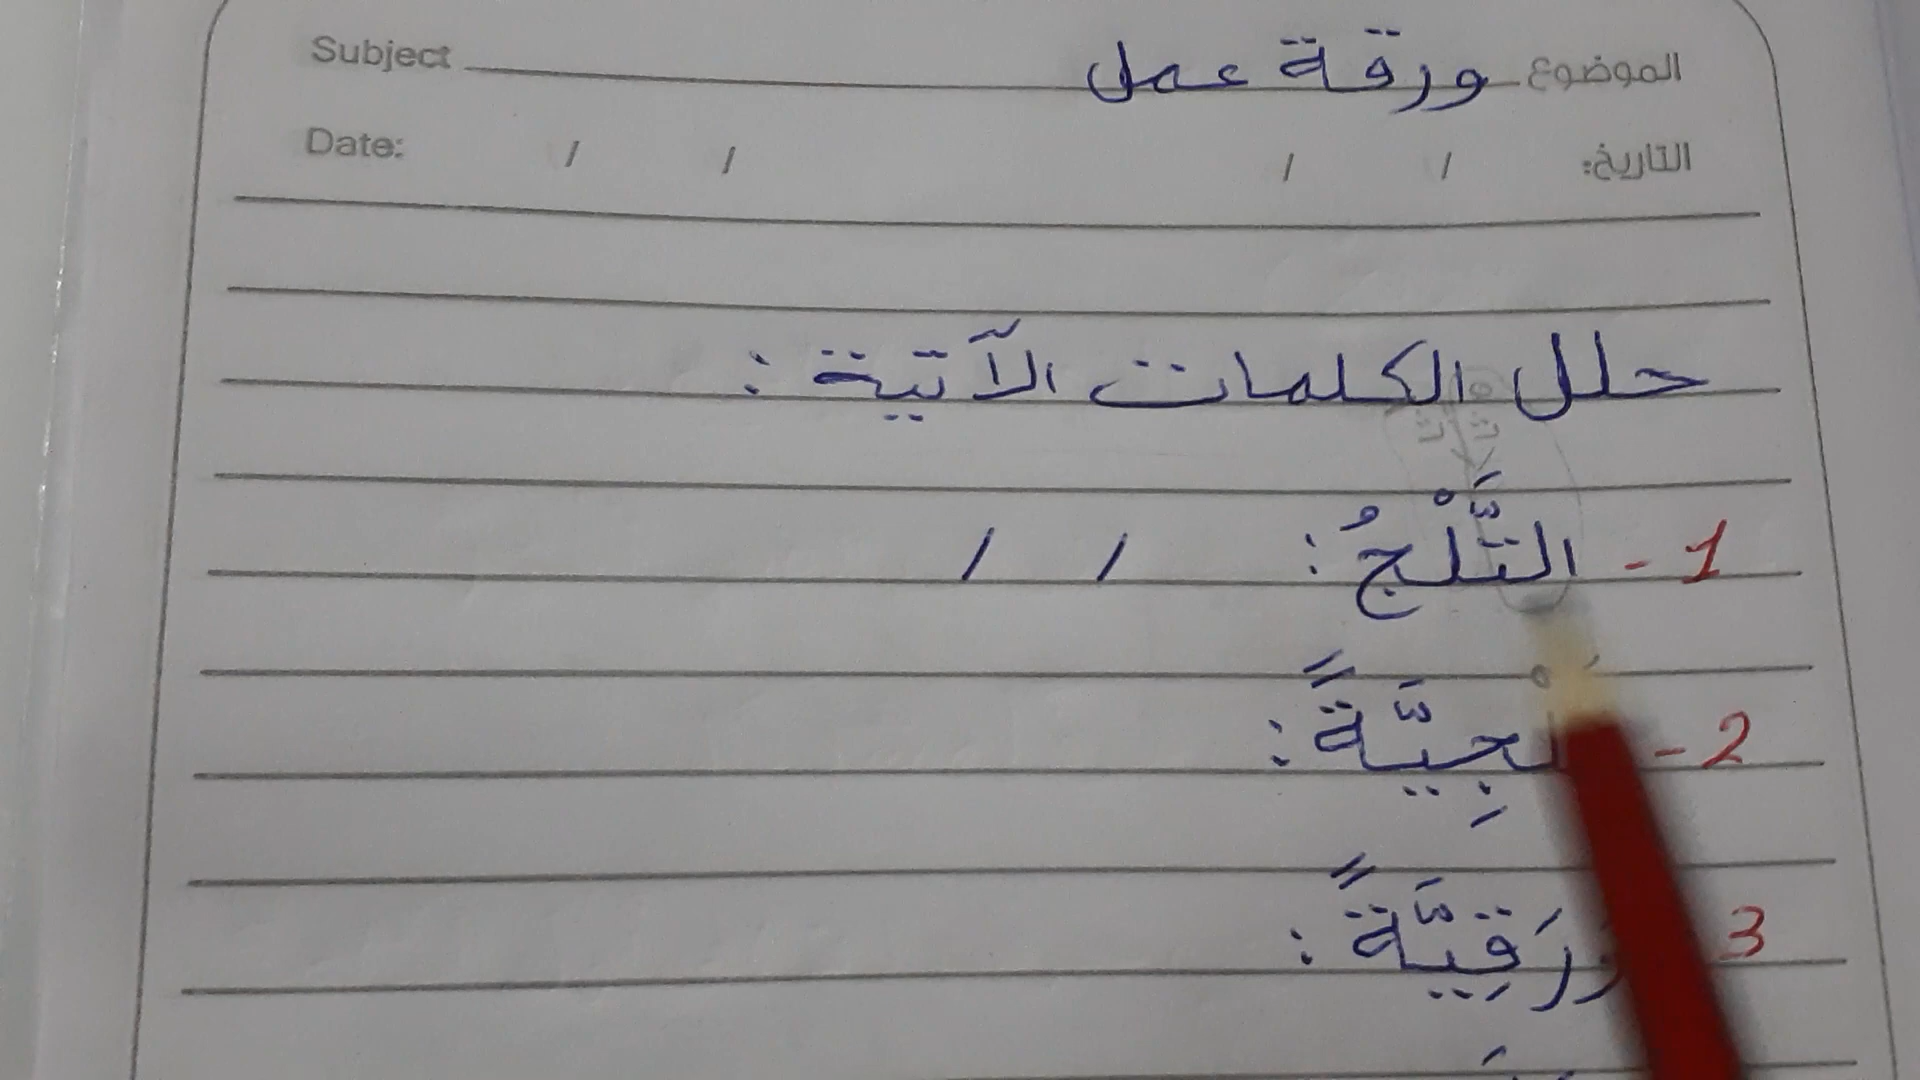 الموضوع ورقة عمل Subject
التاريخ: / / Date: / /
حلل الكلمات الآتية :
1- الثَّلْجُ : / /
2-
3 وَرَقِيَّةً :